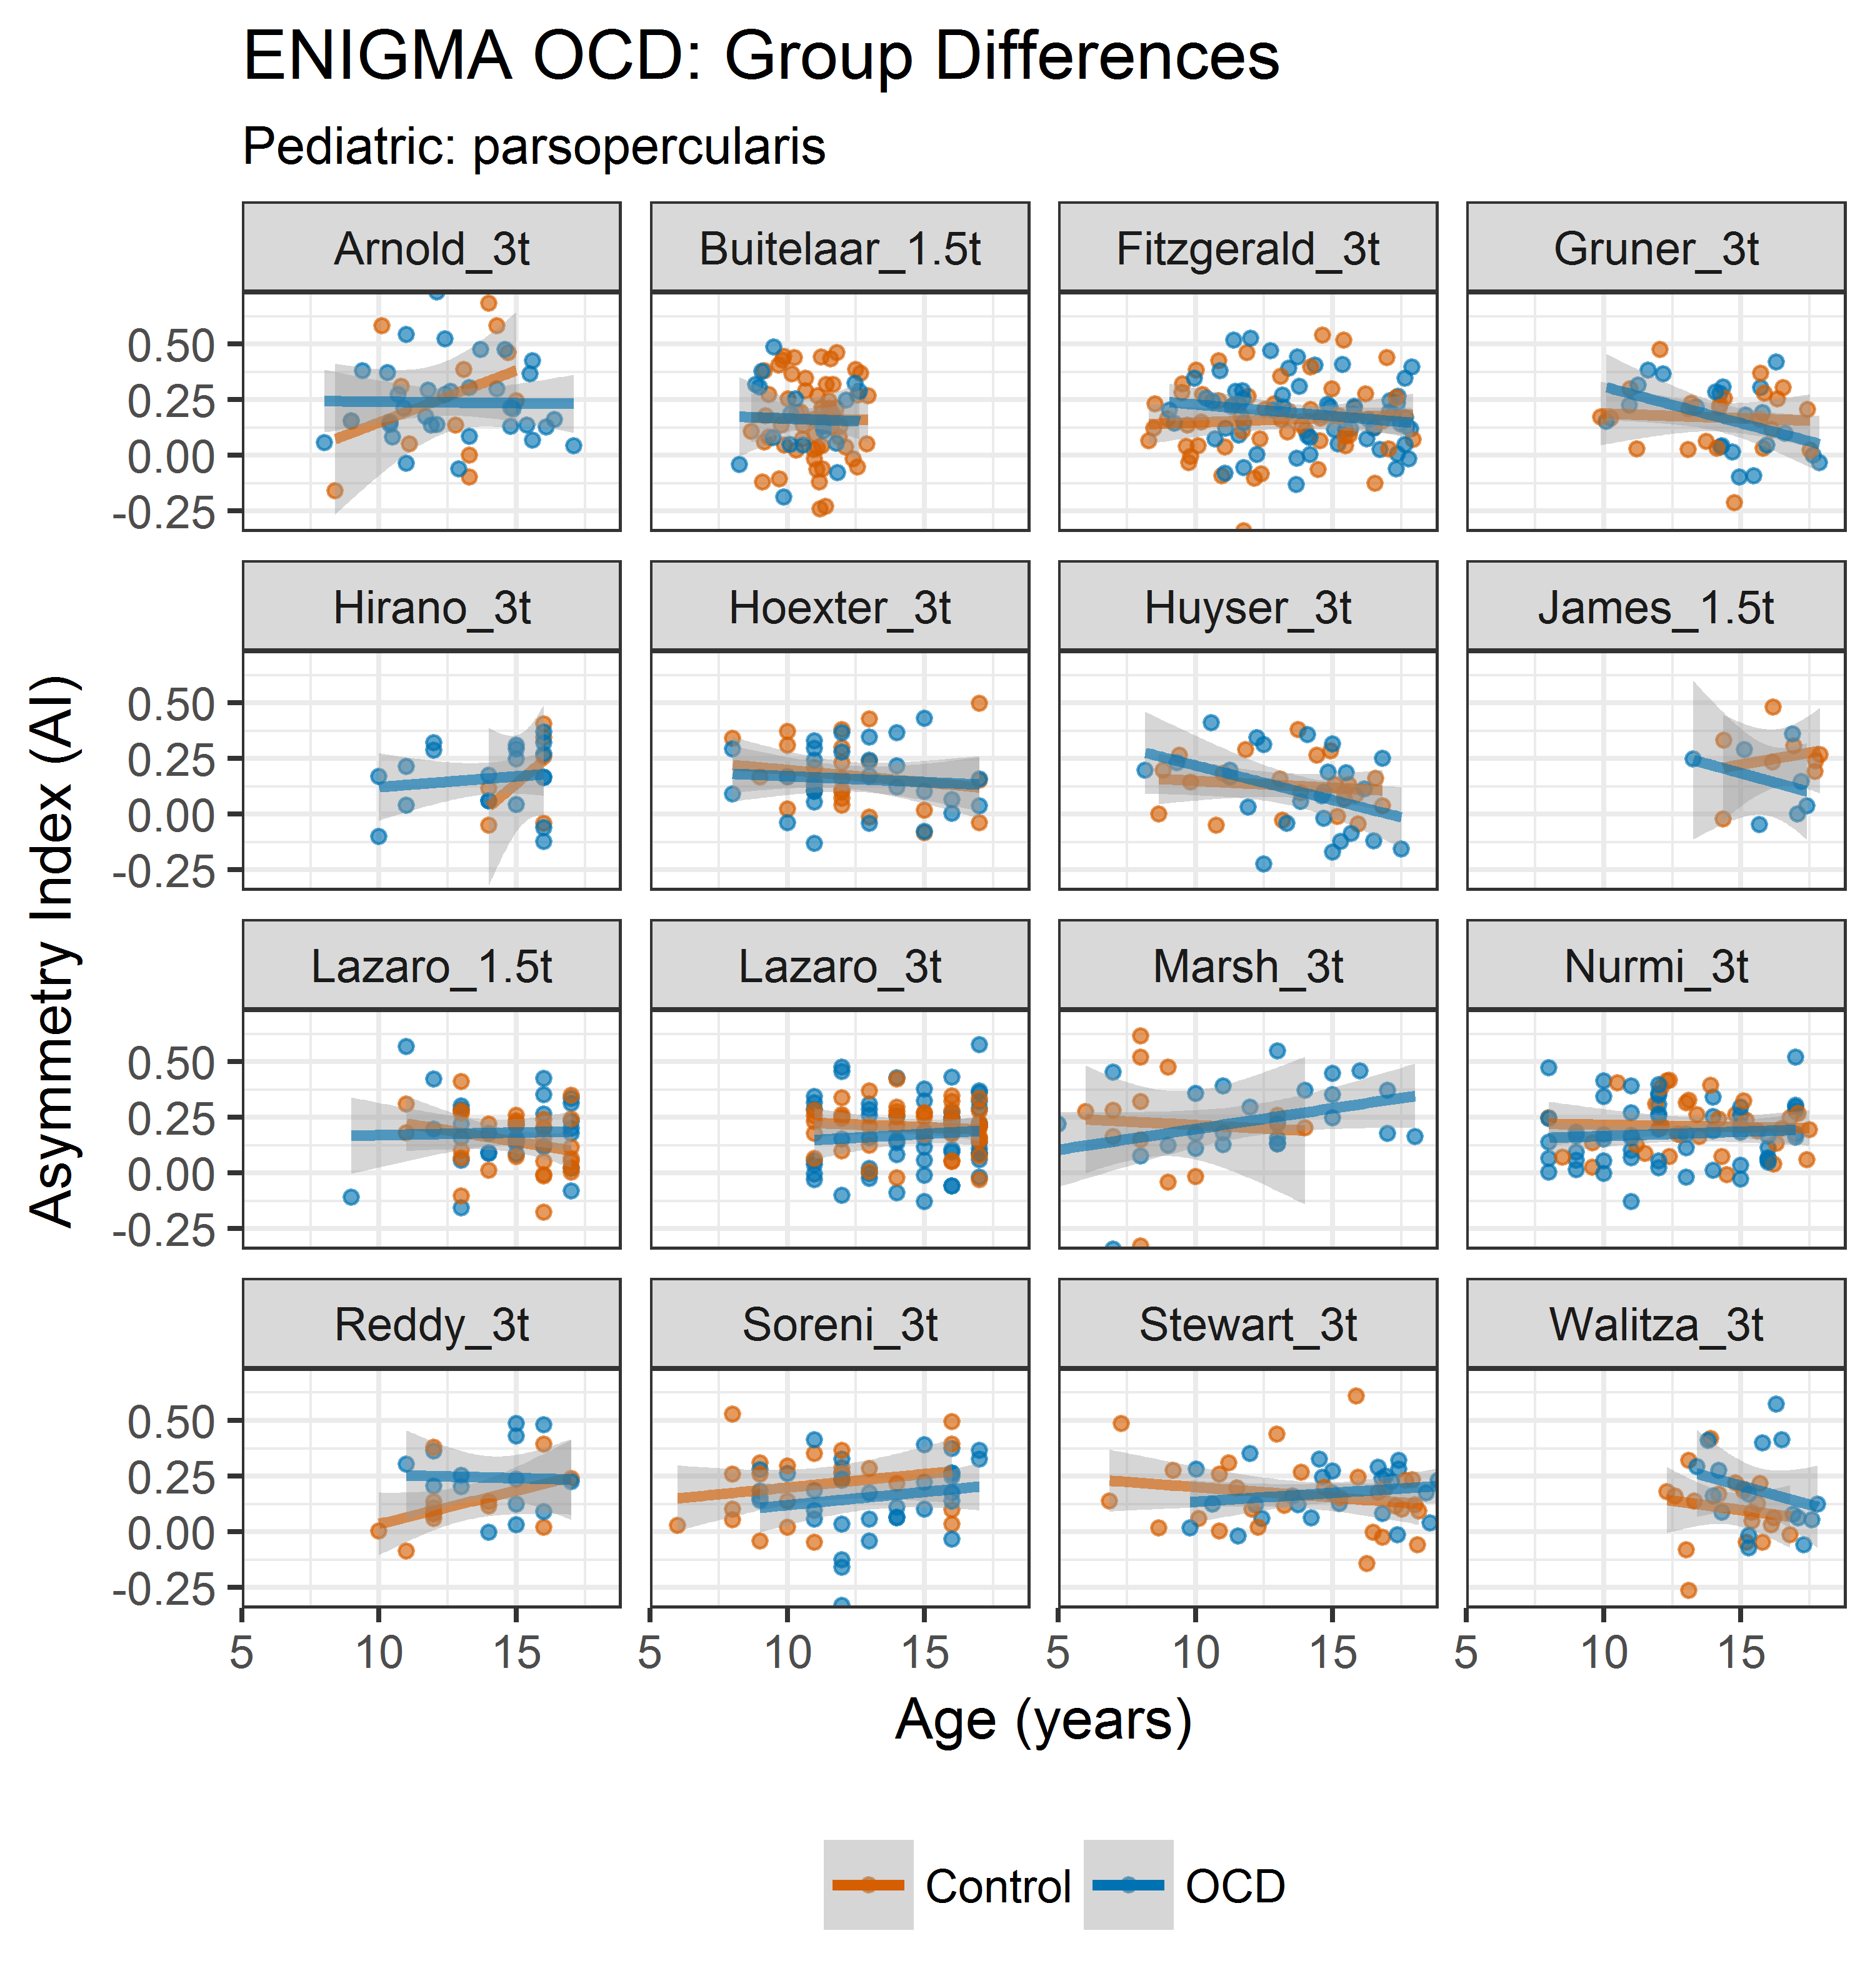 ENIGMA OCD: Group Differences
Pediatric: parsopercularis
Arnold_3t Buitelaar_1.5t Fitzgerald_3t Gruner_3t
0.50
0.25
0.00
-0.25
Hirano_3t Hoexter_3t Huyser_3t James_1.5t
0.50
0.25
0.00
-0.25
Asymmetry Index (AI)
Lazaro_1.5t Lazaro_3t Marsh_3t Nurmi_3t
0.50
0.25
0.00
-0.25
Reddy_3t Soreni_3t Stewart_3t Walitza_3t
0.50
0.25
0.00
-0.25
5 10 15 5 10 15 5 10 15 5 10 15
Age (years)
Control OCD